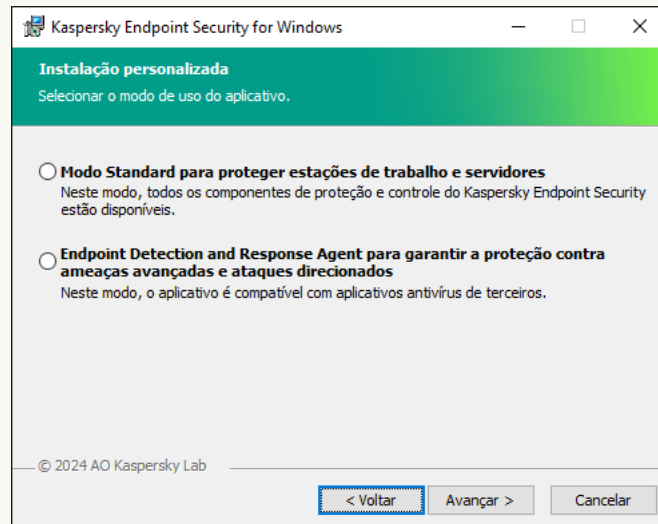 Kaspersky Endpoint Security for Windows
Instalação personalizada
Selecionar o modo de uso do aplicativo.
Modo Standard para proteger estações de trabalho e servidores
Neste modo, todos os componentes de proteção e controle do Kaspersky Endpoint Security
estão disponíveis.
Endpoint Detection and Response Agent para garantir a proteção contra
ameaças avançadas e ataques direcionados
Neste modo, o aplicativo é compatível com aplicativos antivírus de terceiros.
© 2024 AO Kaspersky Lab
< Voltar Avançar > Cancelar